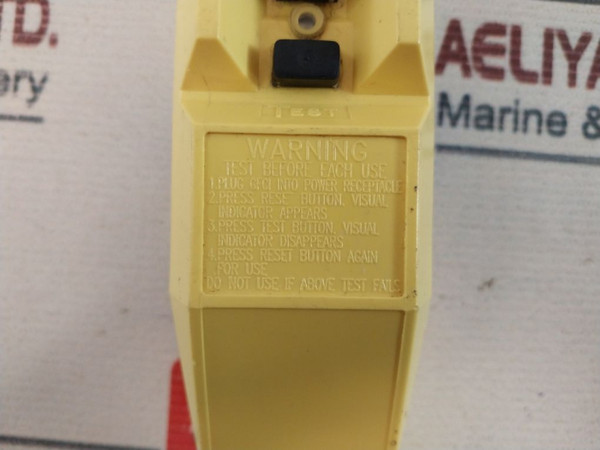 LTD.
AELIYA
Marine &
TEST
WARNING
TEST BEFORE EACH USE
1.PLUG GFCI INTO POWER RECEPTACLE
2.PRESS RESET BUTTON, VISUAL
INDICATOR APPEARS
3.PRESS TEST BUTTON, VISUAL
INDICATOR DISAPPEARS
4.PRESS RESET BUTTON AGAIN
FOR USE
DO NOT USE IF ABOVE TEST FAILS